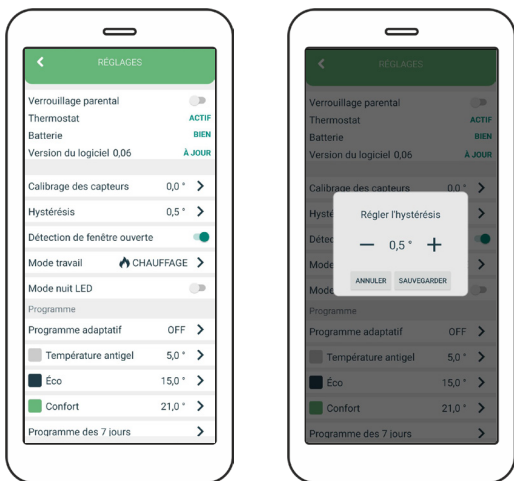 RÉGLAGES
Verrouillage parental
Thermostat ACTIF
Batterie BIEN
Version du logiciel 0,06 À JOUR
Calibrage des capteurs 0,0 °
Hystérésis 0,5 °
Détection de fenêtre ouverte
Mode travail CHAUFFAGE
Mode nuit LED
Programme
Programme adaptatif OFF
Température antigel 5,0 °
Éco 15,0 °
Confort 21,0 °
Programme des 7 jours
RÉGLAGES
Verrouillage parental
Thermostat ACTIF
Batterie BIEN
Version du logiciel 0,06 À JOUR
Calibrage des capteurs 0,0 °
Hysté
Régler l'hystérésis
Détec
— 0,5 ° +
Mode
ANNULER SAUVEGARDER
Mode
Programme
Programme adaptatif OFF
Température antigel 5,0 °
Éco 15,0 °
Confort 21,0 °
Programme des 7 jours